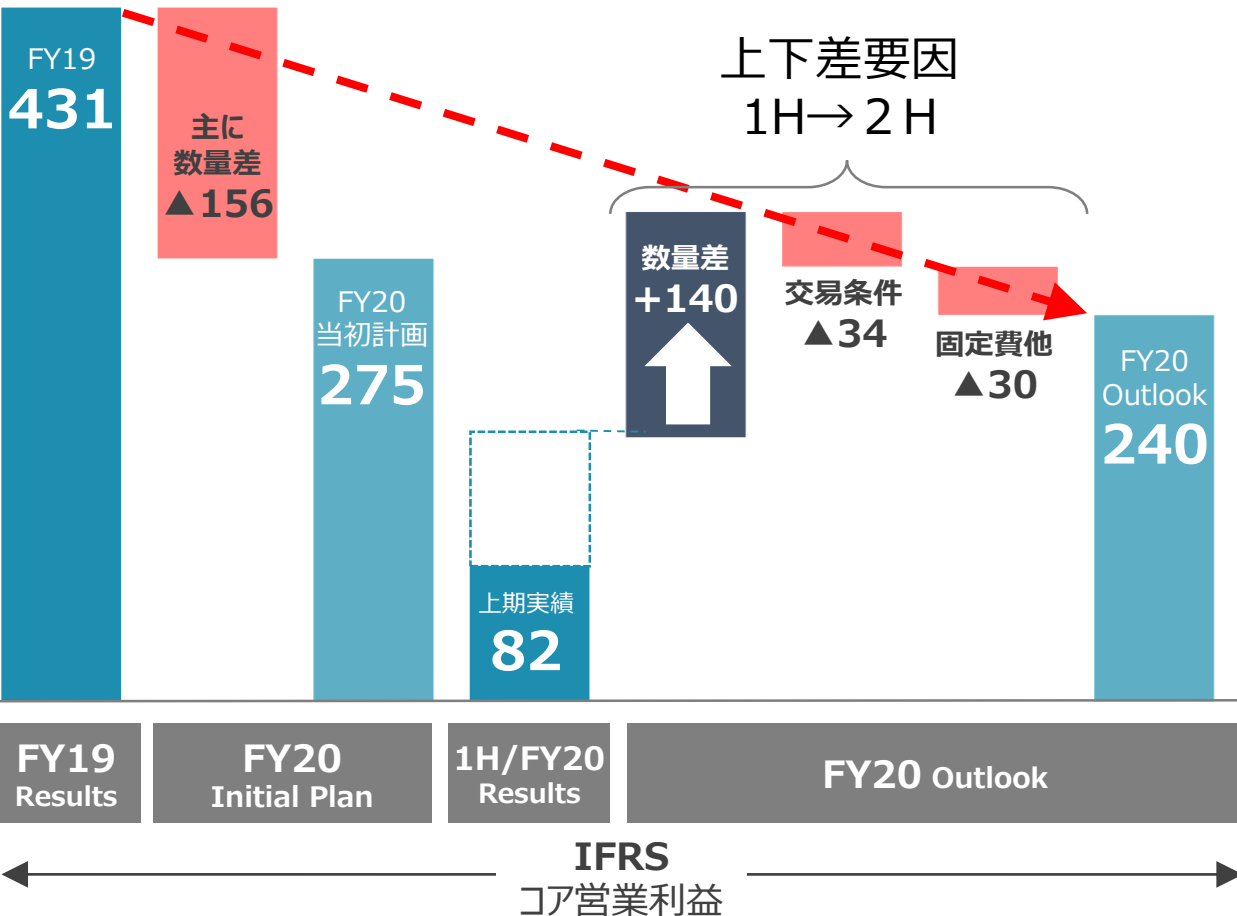 FY19
431
主に
数量差
▲156
FY20
当初計画
275
上期実績
82
上下差要因
1H→２H
数量差
+140
交易条件
▲34
固定費他
▲30
FY20
Outlook
240
FY19
Results
FY20
Initial Plan
1H/FY20
Results
FY20 Outlook
IFRS
コア営業利益